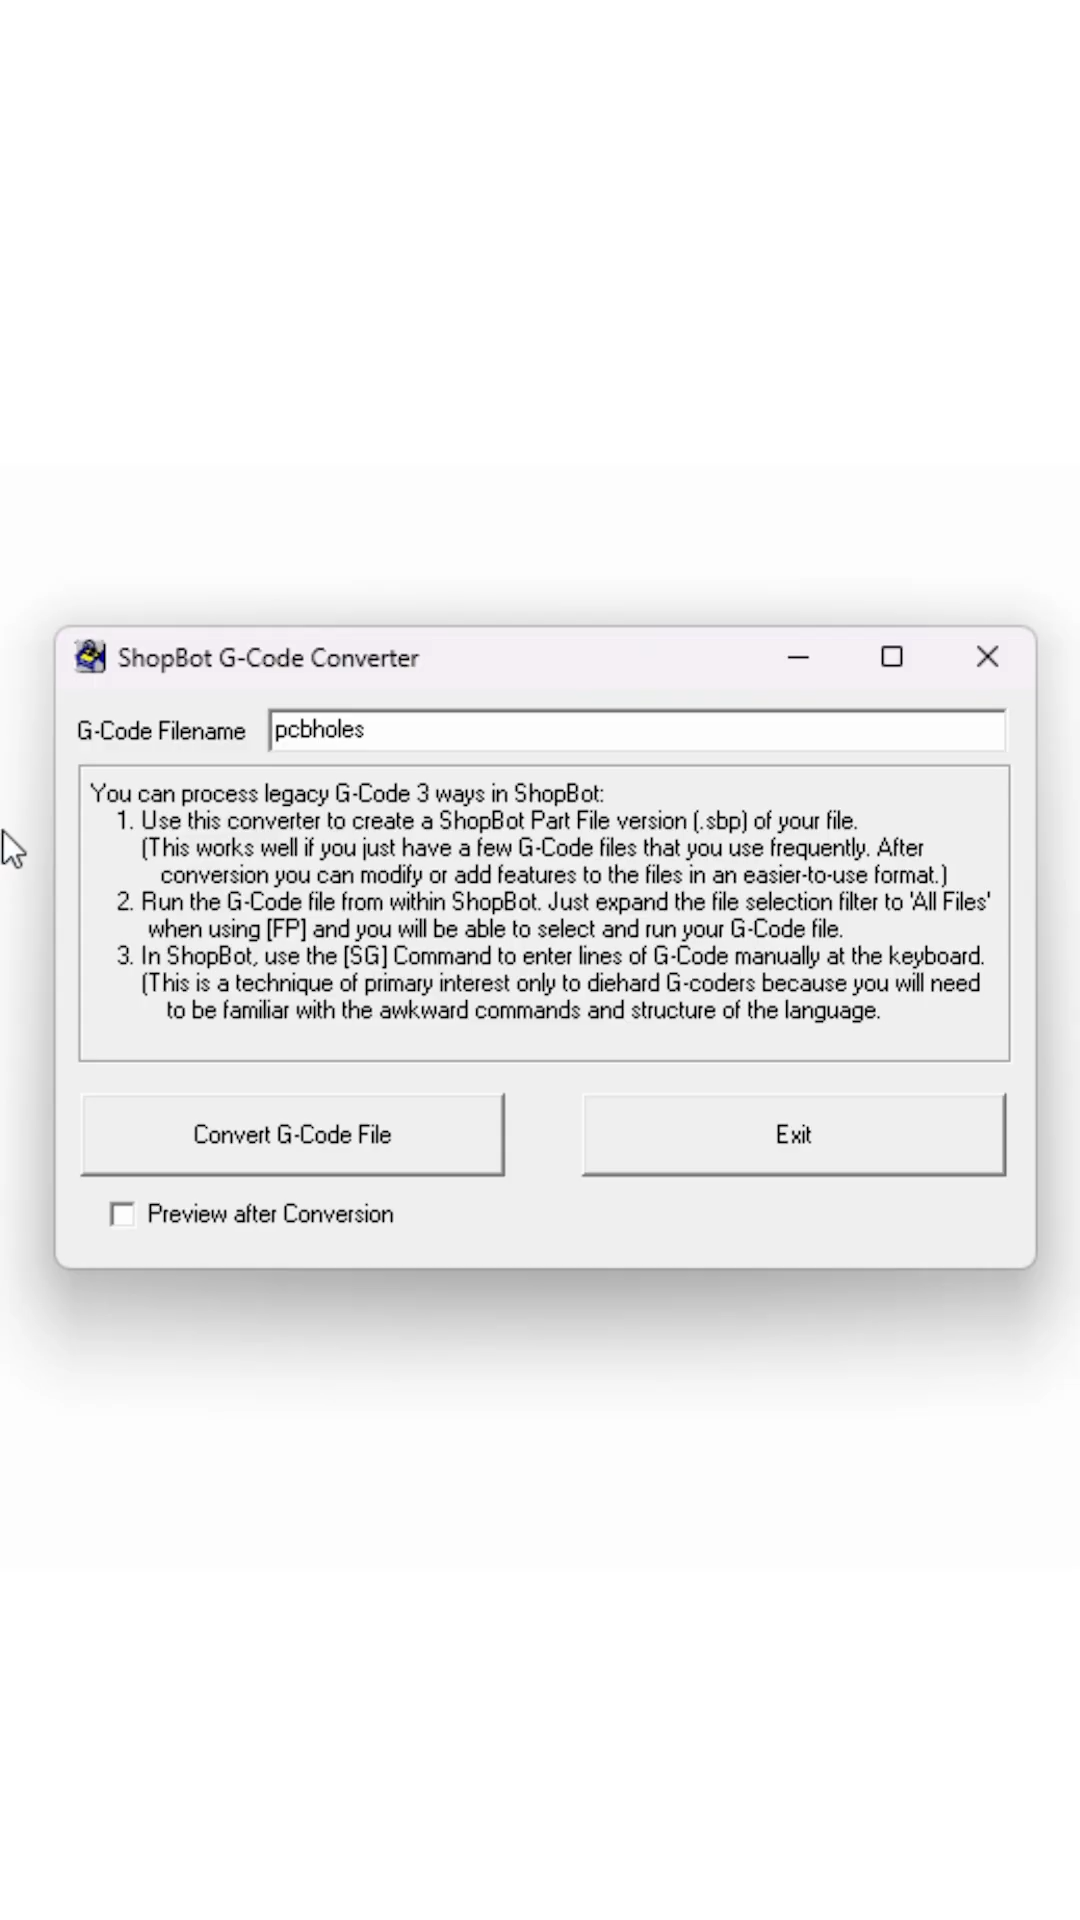 ShopBot G-Code Converter
G-Code Filename pcbholes
You can process legacy G-Code 3 ways in ShopBot:
1. Use this converter to create a ShopBot Part File version (.sbp) of your file.
(This works well if you just have a few G-Code files that you use frequently. After
conversion you can modify or add features to the files in an easier-to-use format.)
2. Run the G-Code file from within ShopBot. Just expand the file selection filter to 'All Files'
when using [FP] and you will be able to select and run your G-Code file.
3. In ShopBot, use the [SG] Command to enter lines of G-Code manually at the keyboard.
(This is a technique of primary interest only to diehard G-coders because you will need
to be familiar with the awkward commands and structure of the language.
Convert G-Code File Exit
Preview after Conversion